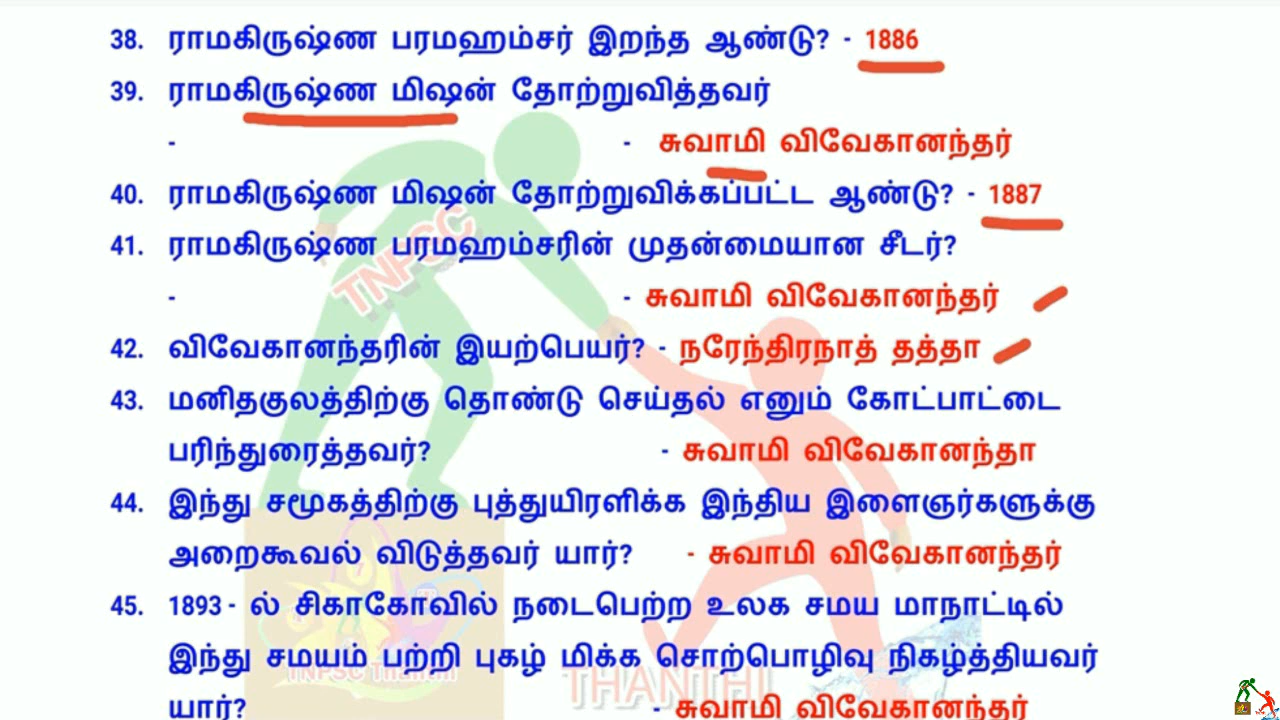 38. ராமகிருஷ்ண பரமஹம்சர் இறந்த ஆண்டு? - 1886
39. ராமகிருஷ்ண மிஷன் தோற்றுவித்தவர்
- - சுவாமி விவேகானந்தர்
40. ராமகிருஷ்ண மிஷன் தோற்றுவிக்கப்பட்ட ஆண்டு? - 1887
41. ராமகிருஷ்ண பரமஹம்சரின் முதன்மையான சீடர்?
- - சுவாமி விவேகானந்தர்
42. விவேகானந்தரின் இயற்பெயர்? - நரேந்திரநாத் தத்தா
43. மனிதகுலத்திற்கு தொண்டு செய்தல் எனும் கோட்பாட்டை
பரிந்துரைத்தவர்? - சுவாமி விவேகானந்தா
44. இந்து சமூகத்திற்கு புத்துயிரளிக்க இந்திய இளைஞர்களுக்கு
அறைகூவல் விடுத்தவர் யார்? - சுவாமி விவேகானந்தர்
45. 1893 - ல் சிகாகோவில் நடைபெற்ற உலக சமய மாநாட்டில்
இந்து சமயம் பற்றி புகழ் மிக்க சொற்பொழிவு நிகழ்த்தியவர்
யார்? - சுவாமி விவேகானந்தர்
TNPSC
TNPSC Thanthi
THANTHI